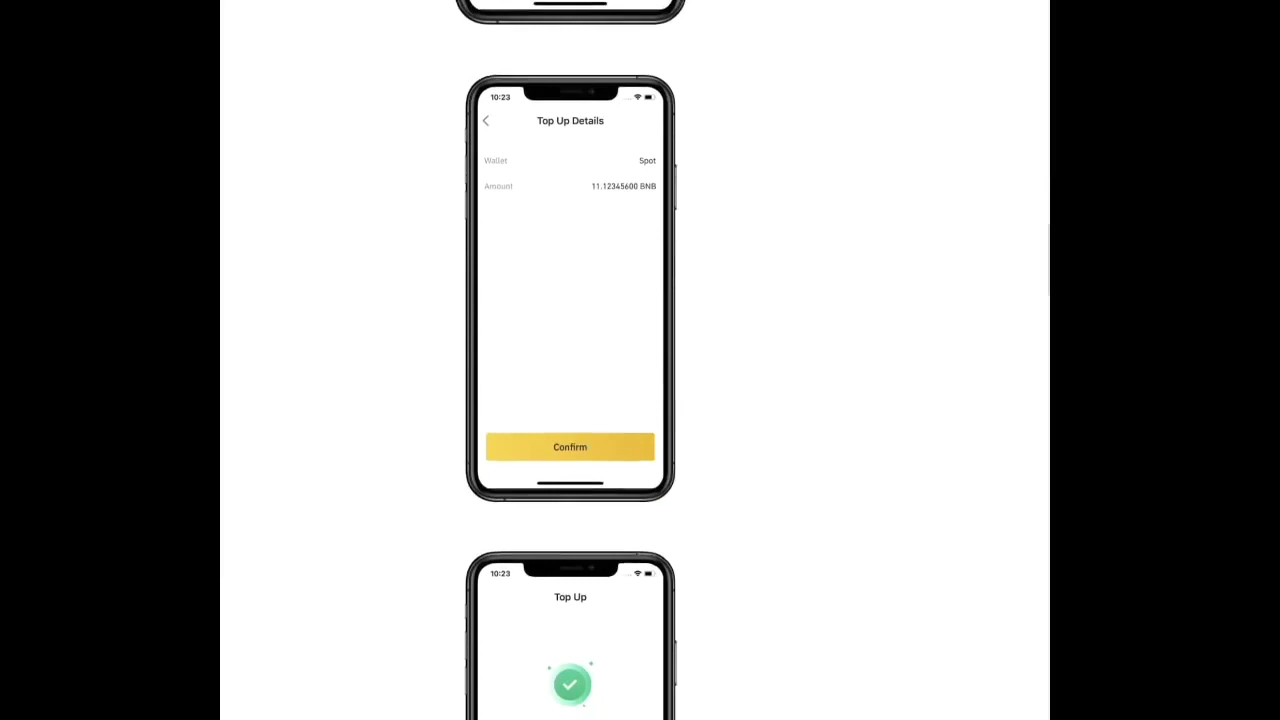 10:23
Top Up Details
Wallet Spot
Amount 11.12345600 BNB
Confirm
10:23
Top Up